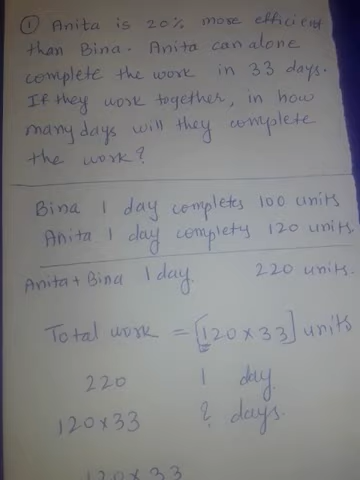 ① Anita is 20% more efficient
than Bina. Anita can alone
complete the work in 33 days.
If they work together, in how
many days will they complete
the work?
Bina 1 day completes 100 units
Anita 1 day completys 120 units.
Anita+Bina 1 day. 220 units.
Total work = [120×33] units
220 1 day.
120×33 ? days.
120×33